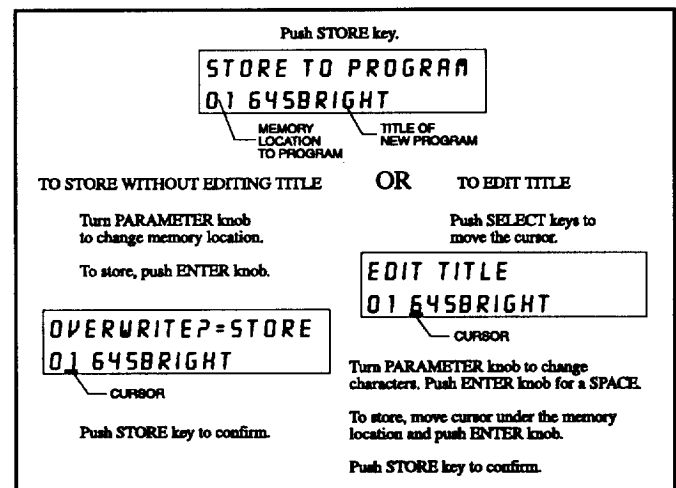 Push STORE key.
STORE TO PROGRAM
01 645BRIGHT
MEMORY
LOCATION
TO PROGRAM
TITLE OF
NEW PROGRAM
TO STORE WITHOUT EDITING TITLE
OR
TO EDIT TITLE
Turn PARAMETER knob
to change memory location.
To store, push ENTER knob.
OVERWRITE?=STORE
01 645BRIGHT
CURSOR
Push STORE key to confirm.
Push SELECT keys to
move the cursor.
EDIT TITLE
01 645BRIGHT
CURSOR
Turn PARAMETER knob to change
characters. Push ENTER knob for a SPACE.
To store, move cursor under the memory
location and push ENTER knob.
Push STORE key to confirm.